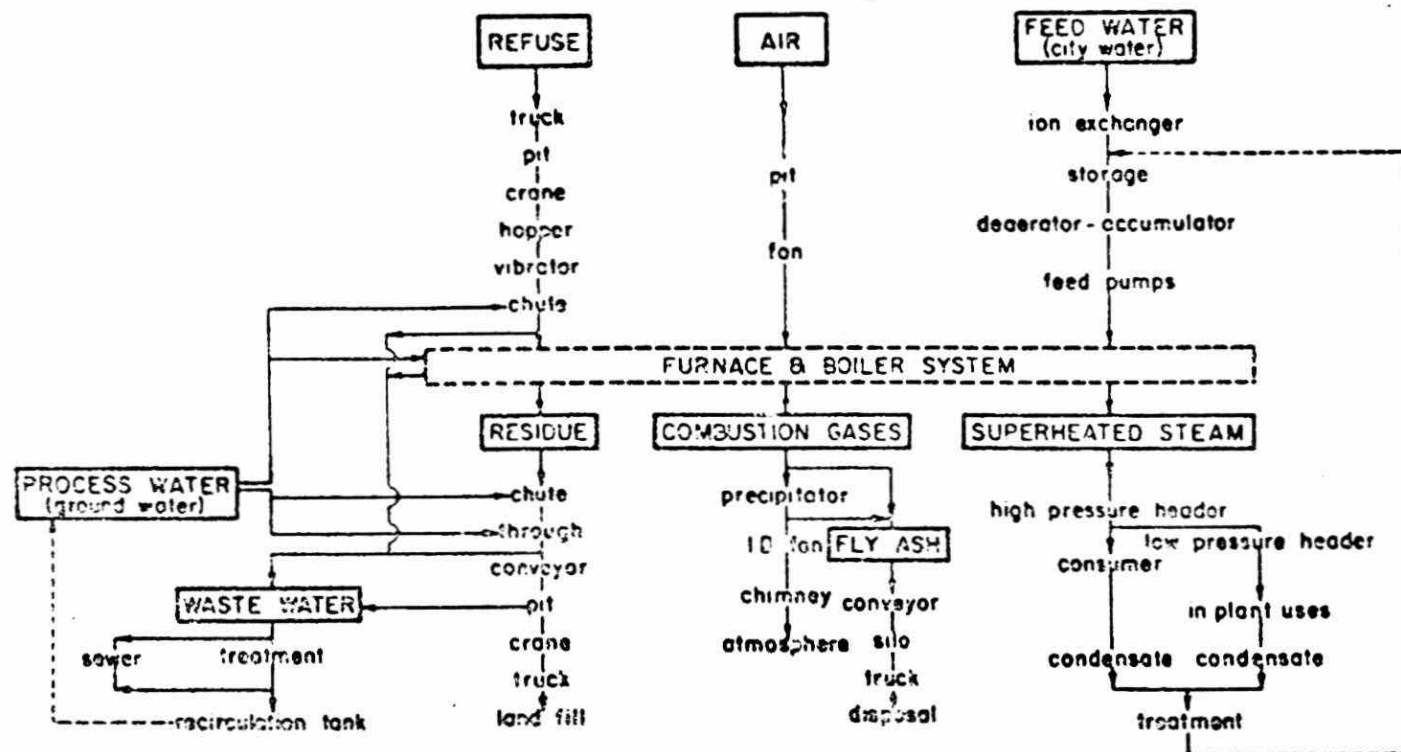 REFUSE
AIR
FEED WATER
(city water)
truck
ion exchanger
pit
pit
storage
crane
hopper
fan
deaerator - accumulator
vibrator
feed pumps
chute
FURNACE & BOILER SYSTEM
RESIDUE
COMBUSTION GASES
SUPERHEATED STEAM
PROCESS WATER
(ground water)
chute
precipitator
high pressure header
through
I D fan
FLY ASH
low pressure header
conveyor
consumer
WASTE WATER
pit
chimney
conveyor
in plant uses
sewer
treatment
crane
atmosphere
silo
condensate
condensate
truck
truck
recirculation tank
land fill
disposal
treatment